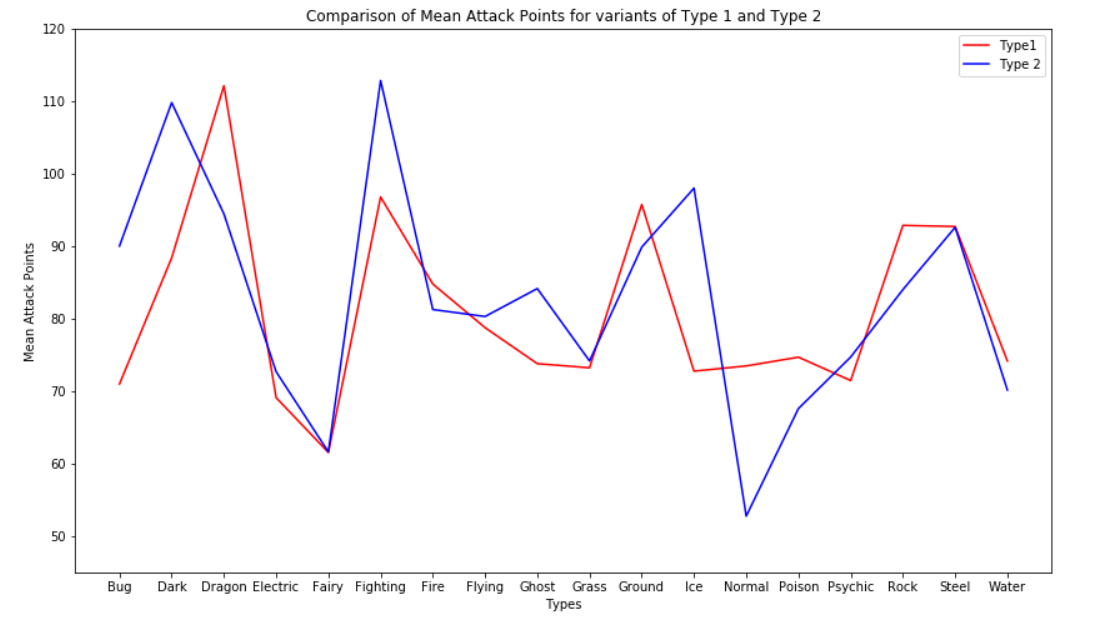 Comparison of Mean Attack Points for variants of Type 1 and Type 2
Type1
Type 2
Mean Attack Points
120
110
100
90
80
70
60
50
Bug Dark Dragon Electric Fairy Fighting Fire Flying Ghost Grass Ground Ice Normal Poison Psychic Rock Steel Water
Types